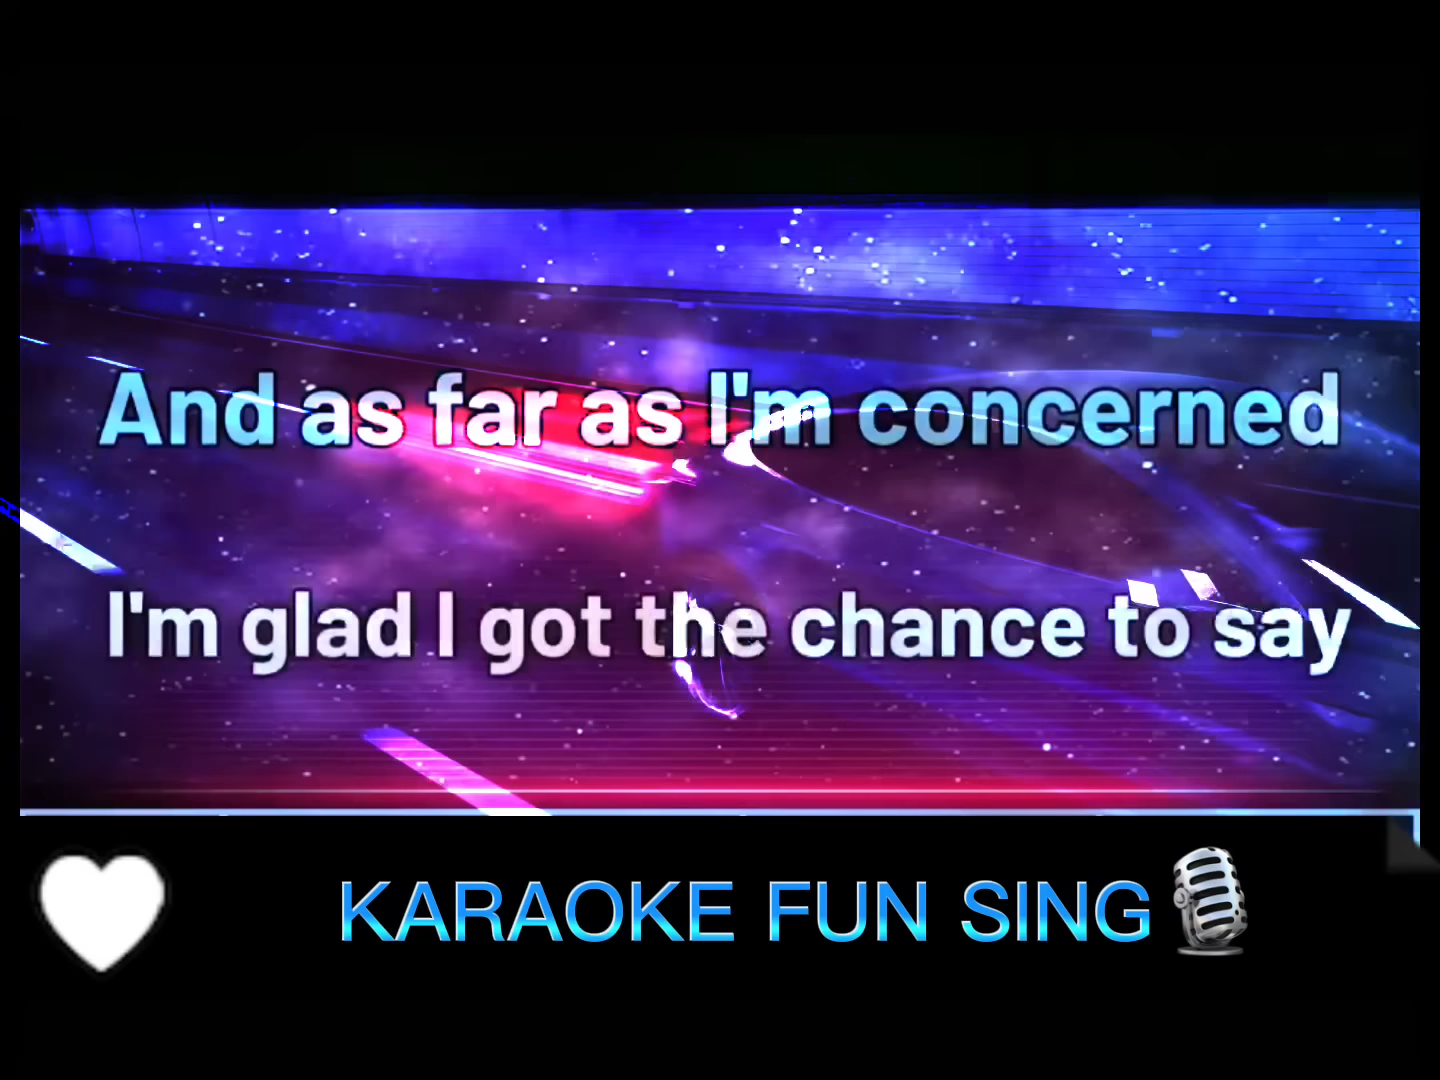 And as far as I'm concerned
I'm glad I got the chance to say
KARAOKE FUN SING